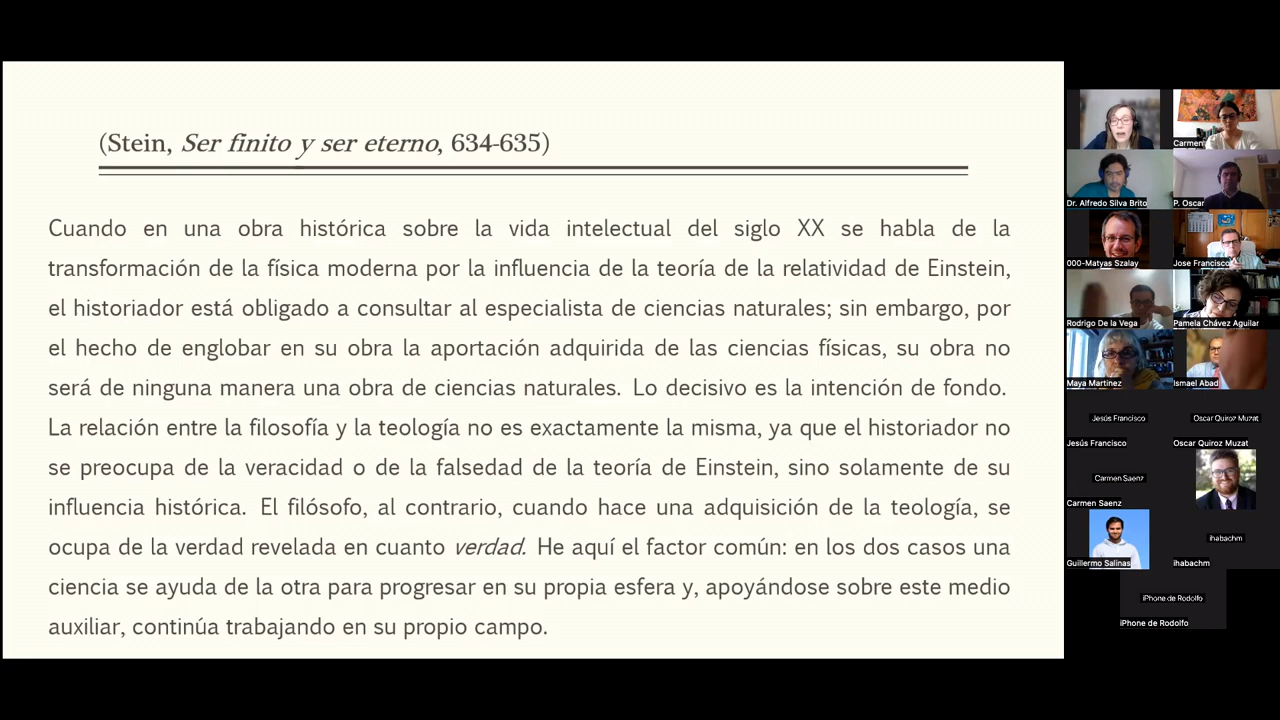 (Stein, Ser finito y ser eterno, 634-635)
Cuando en una obra histórica sobre la vida intelectual del siglo XX se habla de la
transformación de la física moderna por la influencia de la teoría de la relatividad de Einstein,
el historiador está obligado a consultar al especialista de ciencias naturales; sin embargo, por
el hecho de englobar en su obra la aportación adquirida de las ciencias físicas, su obra no
será de ninguna manera una obra de ciencias naturales. Lo decisivo es la intención de fondo.
La relación entre la filosofía y la teología no es exactamente la misma, ya que el historiador no
se preocupa de la veracidad o de la falsedad de la teoría de Einstein, sino solamente de su
influencia histórica. El filósofo, al contrario, cuando hace una adquisición de la teología, se
ocupa de la verdad revelada en cuanto verdad. He aquí el factor común: en los dos casos una
ciencia se ayuda de la otra para progresar en su propia esfera y, apoyándose sobre este medio
auxiliar, continúa trabajando en su propio campo.
Carmen
Dr. Alfredo Silva Brito
P. Oscar
000-Matyas Szalay
Jose Francisco
Rodrigo De la Vega
Pamela Chávez Aguilar
Maya Martinez
Ismael Abad
Jesús Francisco
Oscar Quiroz Muzat
Jesús Francisco
Oscar Quiroz Muzat
Carmen Saenz
Carmen Saenz
ihabachm
Guillermo Salinas
ihabachm
iPhone de Rodolfo
iPhone de Rodolfo